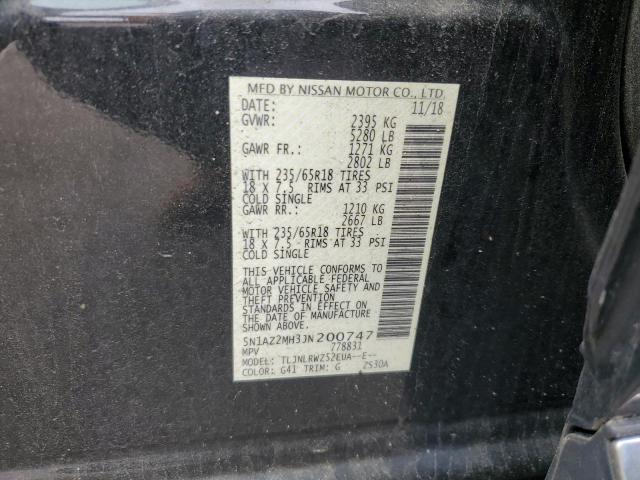 MFD BY NISSAN MOTOR CO., LTD.
DATE: 11/18
GVWR: 2395 KG
5280 LB
GAWR FR.: 1271 KG
2802 LB
WITH 235/65R18 TIRES
18 X 7.5 RIMS AT 33 PSI
COLD SINGLE
GAWR RR.: 1210 KG
2667 LB
WITH 235/65R18 TIRES
18 X 7.5 RIMS AT 33 PSI
COLD SINGLE
THIS VEHICLE CONFORMS TO
ALL APPLICABLE FEDERAL
MOTOR VEHICLE SAFETY AND
THEFT PREVENTION
STANDARDS IN EFFECT ON
THE DATE OF MANUFACTURE
SHOWN ABOVE.
5N1AZ2MH3JN200747
MPV 778831
MODEL: TLJNLRWZ52EUA--E--
COLOR: G41 TRIM: G ZS30A